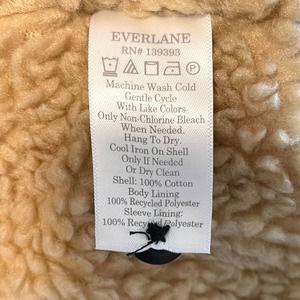 EVERLANE
RN# 139393
Machine Wash Cold
Gentle Cycle
With Like Colors
Only Non-Chlorine Bleach
When Needed.
Hang To Dry.
Cool Iron On Shell
Only If Needed
Or Dry Clean
Shell: 100% Cotton
Body Lining
100% Recycled Polyester
Sleeve Lining:
100% Recycled Polyester